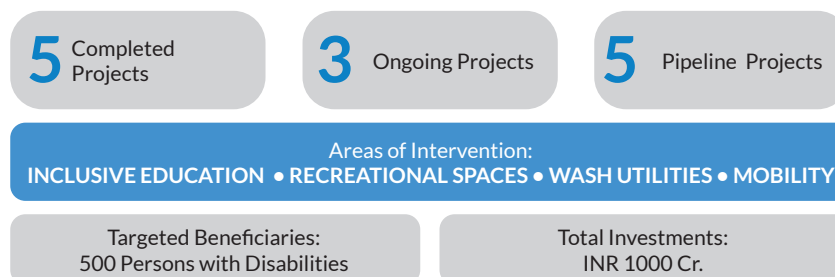 5 Completed
Projects
3 Ongoing Projects
5 Pipeline Projects
Areas of Intervention:
INCLUSIVE EDUCATION ● RECREATIONAL SPACES ● WASH UTILITIES ● MOBILITY
Targeted Beneficiaries:
500 Persons with Disabilities
Total Investments:
INR 1000 Cr.